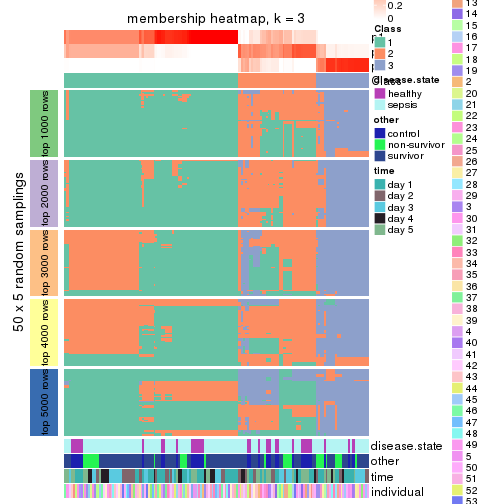 membership heatmap, k = 3
0.2
0
Class
1
2
3
disease.state
healthy
sepsis
other
control
non-survivor
survivor
time
day 1
day 2
day 3
day 4
day 5
50 x 5 random samplings
top 1000 rows
top 2000 rows
top 3000 rows
top 4000 rows
top 5000 rows
disease.state
other
time
individual
13
14
15
16
17
18
19
2
20
21
22
23
24
25
26
27
28
29
3
30
31
32
33
34
35
36
37
38
39
4
40
41
42
43
44
45
46
47
48
49
5
50
51
52
53